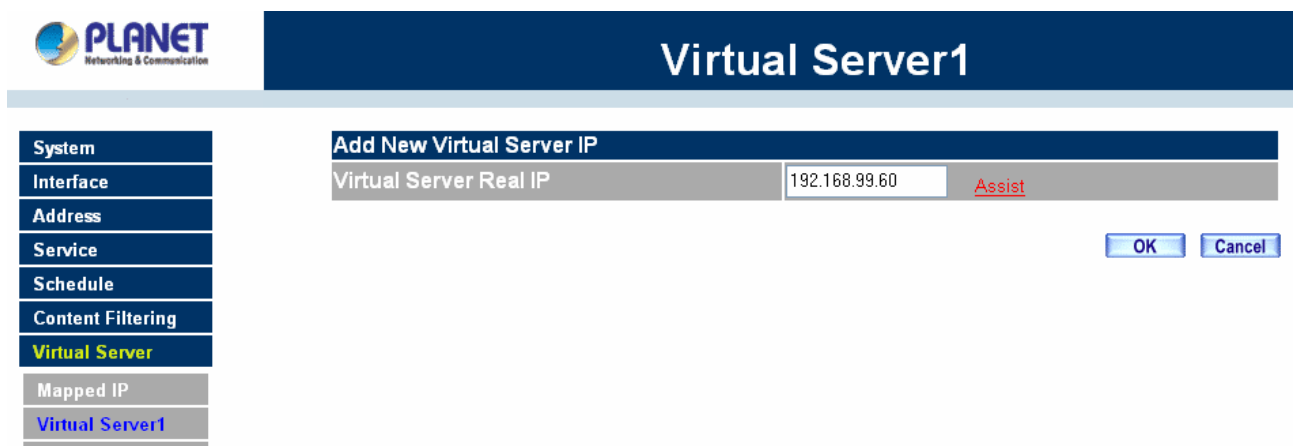 PLANET
Networking & Communication
Virtual Server1
System
Interface
Address
Service
Schedule
Content Filtering
Virtual Server
Mapped IP
Virtual Server1
Add New Virtual Server IP
Virtual Server Real IP 192.168.99.60 Assist
OK Cancel